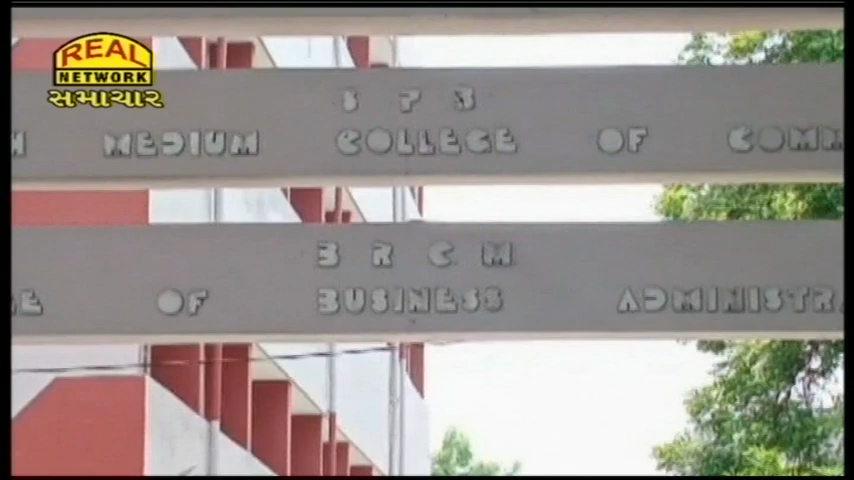 REAL
NETWORK
સમાચાર
MEDIUM COLLEGE OF
B R C M
OF BUSINESS